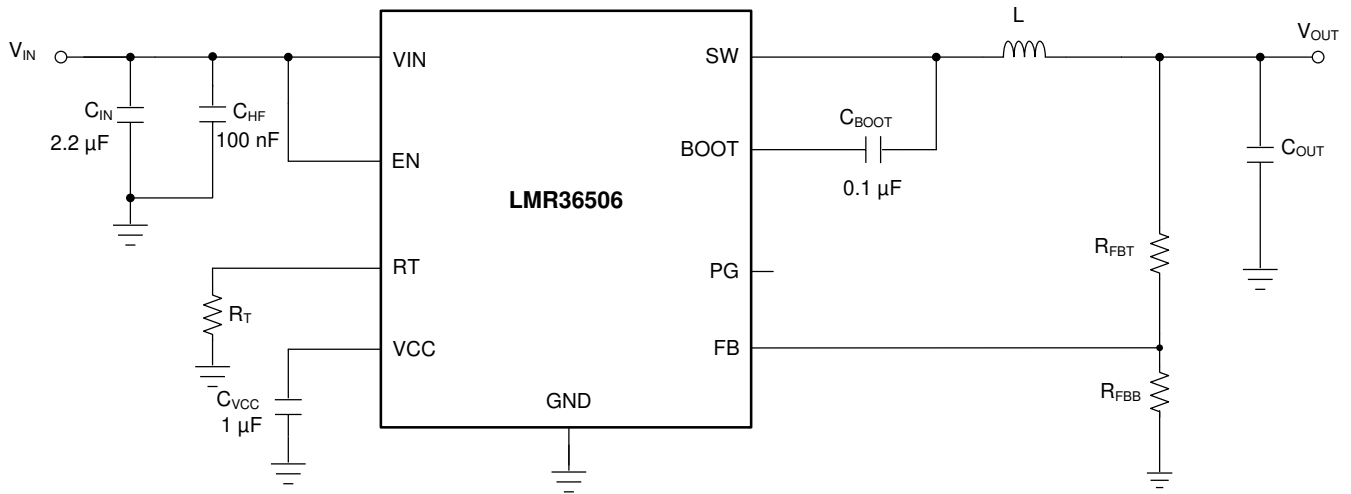 L
V_IN
V_OUT
VIN
SW
C_IN
2.2 µF
C_HF
100 nF
C_BOOT
0.1 µF
BOOT
C_OUT
EN
LMR36506
R_FBT
RT
PG
R_T
VCC
FB
C_VCC
1 µF
GND
R_FBB